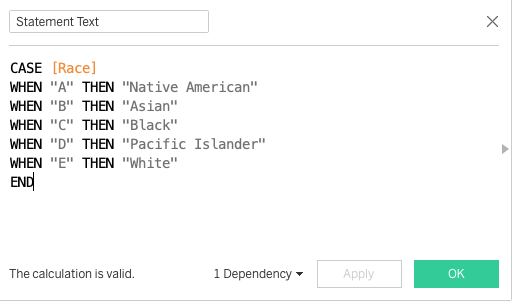 Statement Text
CASE [Race]
WHEN "A" THEN "Native American"
WHEN "B" THEN "Asian"
WHEN "C" THEN "Black"
WHEN "D" THEN "Pacific Islander"
WHEN "E" THEN "White"
END
The calculation is valid. 1 Dependency Apply OK